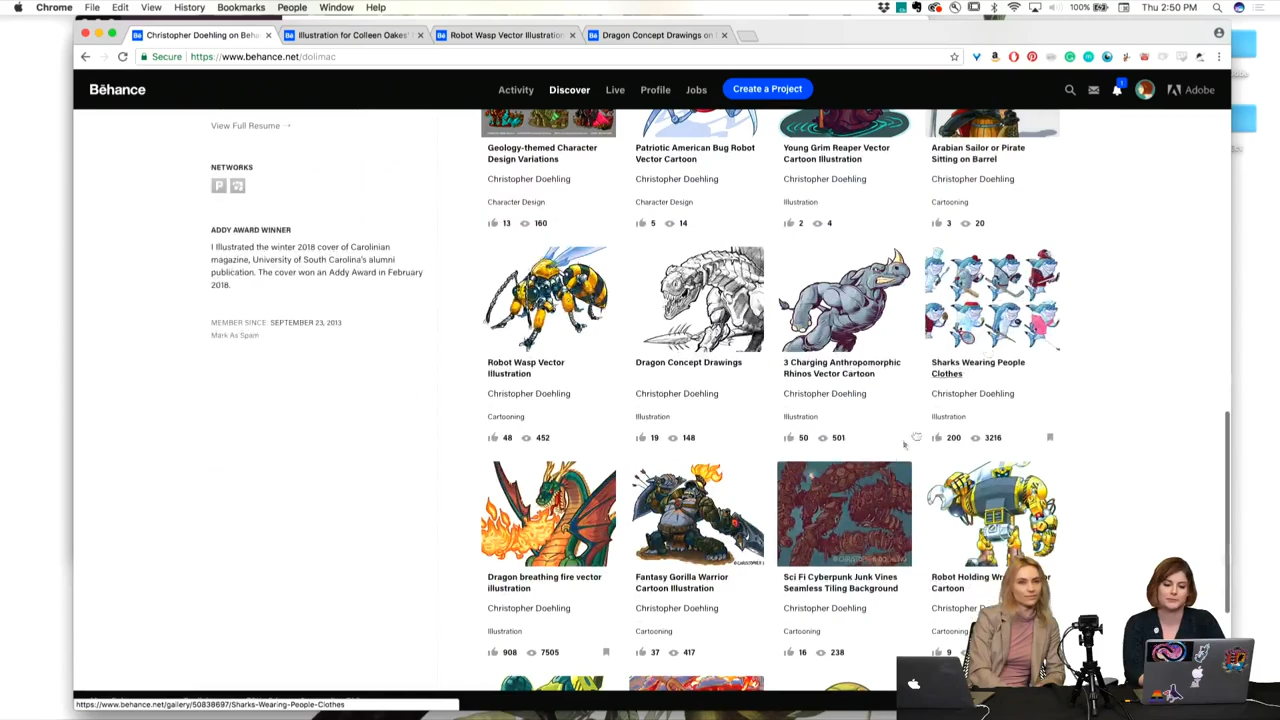 Chrome File Edit View History Bookmarks People Window Help
100% Thu 2:50 PM
Christopher Doehling on Beha
Illustration for Colleen Oakes'
Robot Wasp Vector Illustration
Dragon Concept Drawings on
Secure https://www.behance.net/dolimac
Bēhance Activity Discover Live Profile Jobs Create a Project 1 Adobe
View Full Resume →
NETWORKS
ADDY AWARD WINNER
I Illustrated the winter 2018 cover of Carolinian
magazine, University of South Carolina's alumni
publication. The cover won an Addy Award in February
2018.
MEMBER SINCE: SEPTEMBER 23, 2013
Mark As Spam
Geology-themed Character
Design Variations
Christopher Doehling
Character Design
13 160
Patriotic American Bug Robot
Vector Cartoon
Christopher Doehling
Character Design
5 14
Young Grim Reaper Vector
Cartoon Illustration
Christopher Doehling
Illustration
2 4
Arabian Sailor or Pirate
Sitting on Barrel
Christopher Doehling
Cartooning
3 20
Robot Wasp Vector
Illustration
Christopher Doehling
Cartooning
48 452
Dragon Concept Drawings
Christopher Doehling
Illustration
19 148
3 Charging Anthropomorphic
Rhinos Vector Cartoon
Christopher Doehling
Illustration
50 501
Sharks Wearing People
Clothes
Christopher Doehling
Illustration
200 3216
Dragon breathing fire vector
illustration
Christopher Doehling
Illustration
908 7505
Fantasy Gorilla Warrior
Cartoon Illustration
Christopher Doehling
Cartooning
37 417
©CHRISTOPHER DOEHLING
Sci Fi Cyberpunk Junk Vines
Seamless Tiling Background
Christopher Doehling
Cartooning
16 238
Robot Holding
Cartoon
Christopher
Cartooning
9
https://www.behance.net/gallery/50838697/Sharks-Wearing-People-Clothes